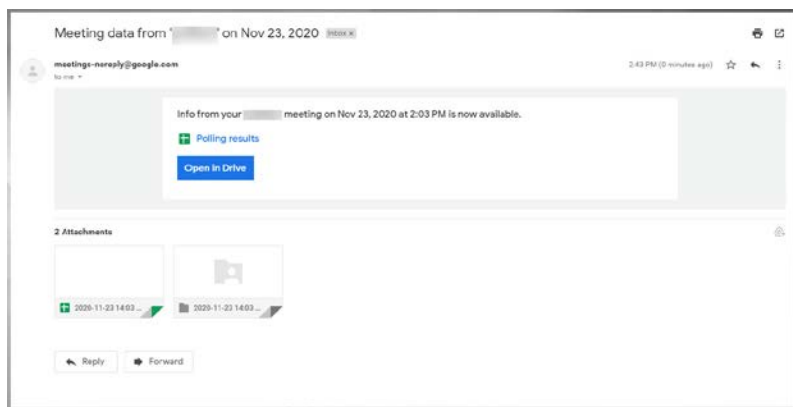 Meeting data from ' ' on Nov 23, 2020 Inbox x
meetings-noreply@google.com
2:43 PM (0 minutes ago)
to me
Info from your meeting on Nov 23, 2020 at 2:03 PM is now available.
Polling results
Open in Drive
2 Attachments
2020-11-23 14:03 ...
2020-11-23 14:03 ...
Reply
Forward